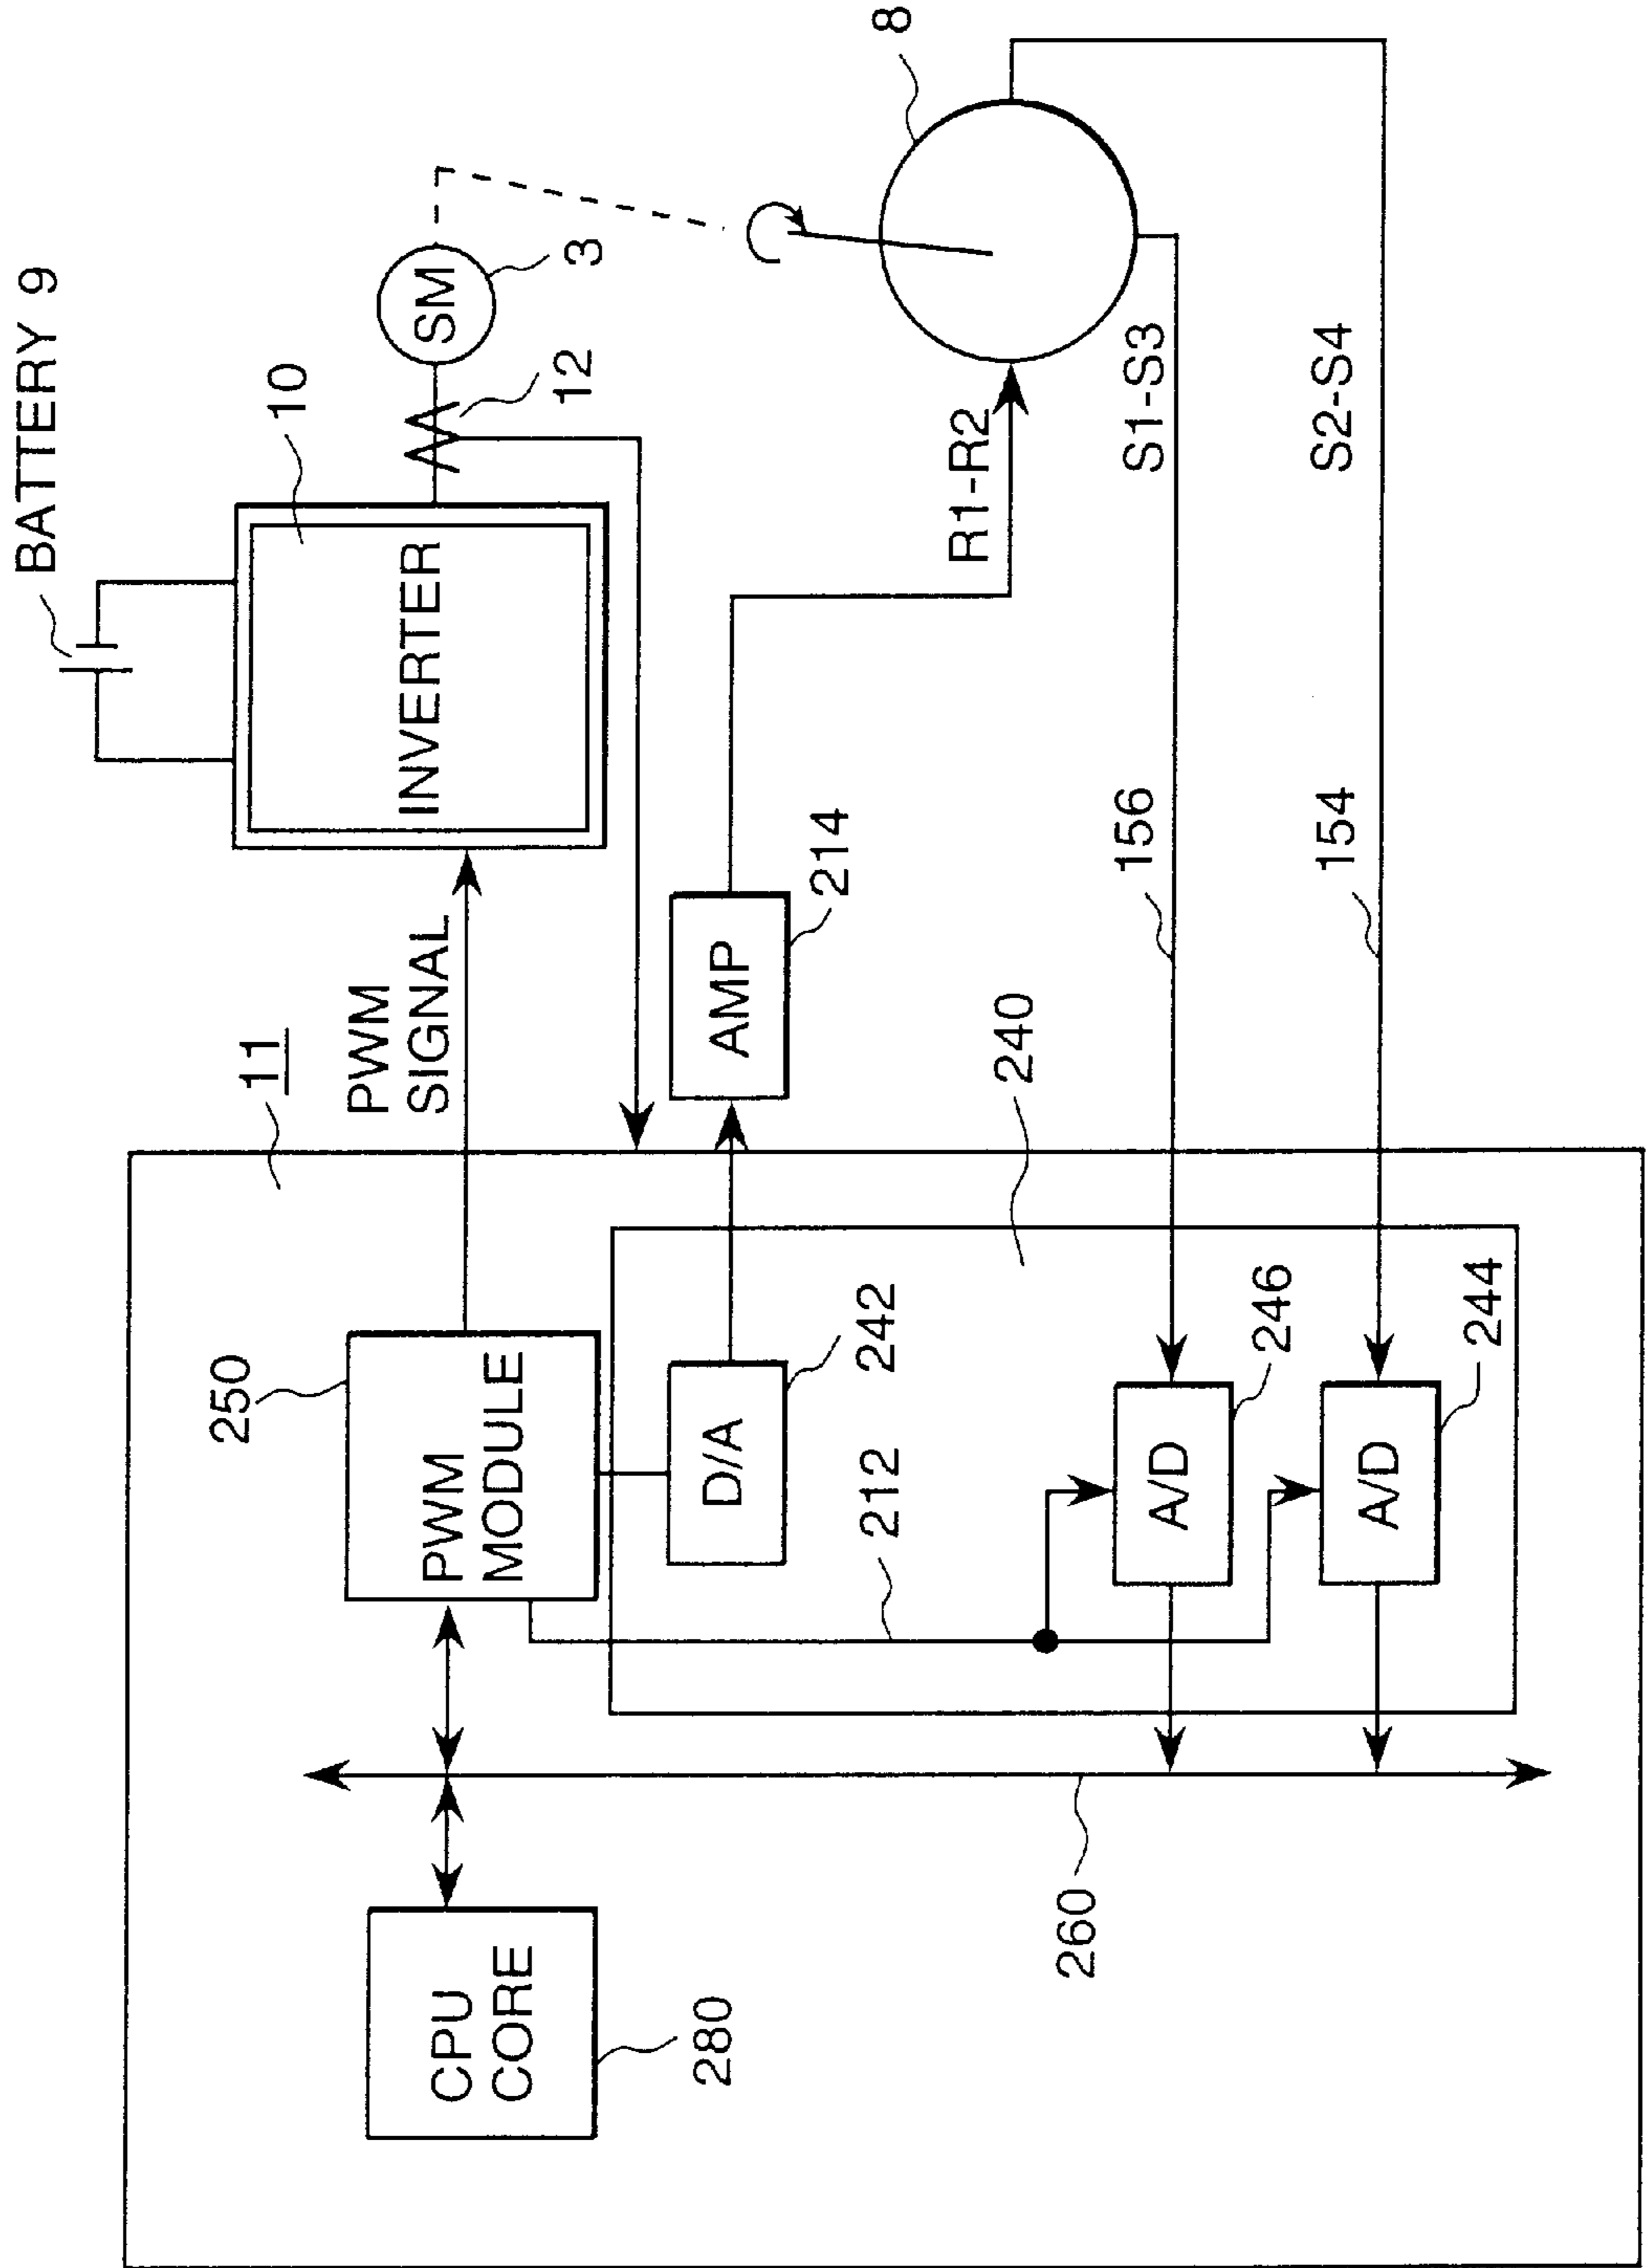 BATTERY 9
10
INVERTER
12
SM
3
8
11
PWM
SIGNAL
AMP
214
R1-R2
S1-S3
S2-S4
156
154
240
250
PWM
MODULE
D/A
242
212
A/D
246
A/D
244
CPU
CORE
280
260